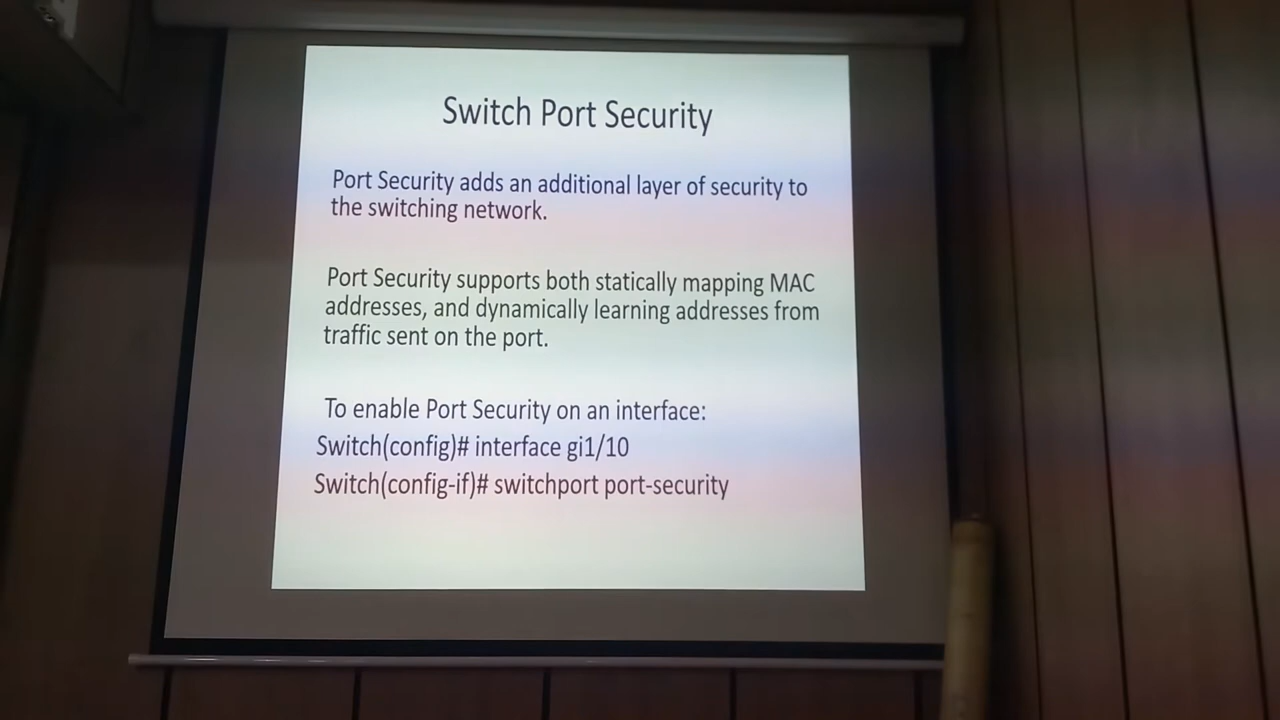 Switch Port Security
Port Security adds an additional layer of security to
the switching network.
Port Security supports both statically mapping MAC
addresses, and dynamically learning addresses from
traffic sent on the port.
To enable Port Security on an interface:
Switch(config)# interface gi1/10
Switch(config-if)# switchport port-security